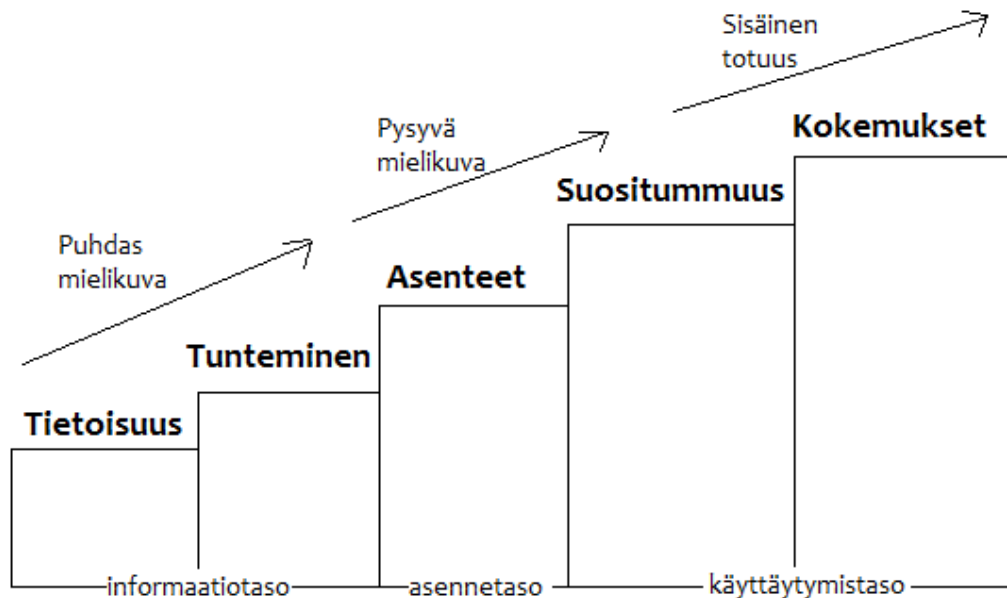 Sisäinen
totuus
Pysyvä
mielikuva
Kokemukset
Suositummuus
Puhdas
mielikuva
Asenteet
Tunteminen
Tietoisuus
informaatiotaso
asennetaso
käyttäytymistaso